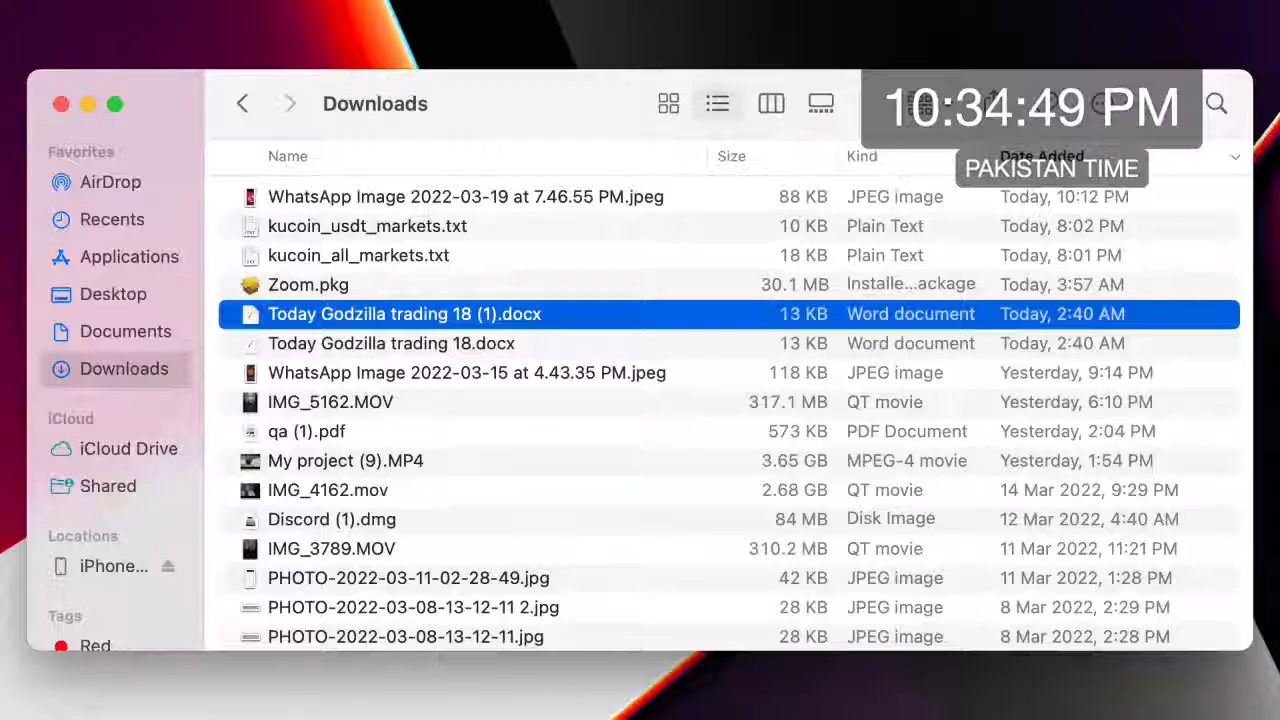 Downloads
10:34:49 PM
PAKISTAN TIME
Favorites
AirDrop
Recents
Applications
Desktop
Documents
Downloads
iCloud
iCloud Drive
Shared
Locations
iPhone...
Tags
Red
Name Size Kind Date Added
WhatsApp Image 2022-03-19 at 7.46.55 PM.jpeg 88 KB JPEG image Today, 10:12 PM
kucoin_usdt_markets.txt 10 KB Plain Text Today, 8:02 PM
kucoin_all_markets.txt 18 KB Plain Text Today, 8:01 PM
Zoom.pkg 30.1 MB Installe...ackage Today, 3:57 AM
Today Godzilla trading 18 (1).docx 13 KB Word document Today, 2:40 AM
Today Godzilla trading 18.docx 13 KB Word document Today, 2:40 AM
WhatsApp Image 2022-03-15 at 4.43.35 PM.jpeg 118 KB JPEG image Yesterday, 9:14 PM
IMG_5162.MOV 317.1 MB QT movie Yesterday, 6:10 PM
qa (1).pdf 573 KB PDF Document Yesterday, 2:04 PM
My project (9).MP4 3.65 GB MPEG-4 movie Yesterday, 1:54 PM
IMG_4162.mov 2.68 GB QT movie 14 Mar 2022, 9:29 PM
Discord (1).dmg 84 MB Disk Image 12 Mar 2022, 4:40 AM
IMG_3789.MOV 310.2 MB QT movie 11 Mar 2022, 11:21 PM
PHOTO-2022-03-11-02-28-49.jpg 42 KB JPEG image 11 Mar 2022, 1:28 PM
PHOTO-2022-03-08-13-12-11 2.jpg 28 KB JPEG image 8 Mar 2022, 2:29 PM
PHOTO-2022-03-08-13-12-11.jpg 28 KB JPEG image 8 Mar 2022, 2:28 PM